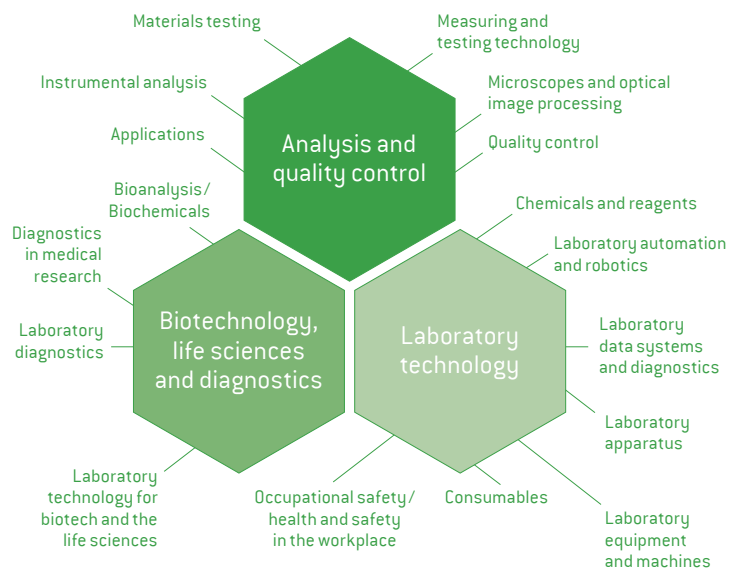 Materials testing
Measuring and
testing technology
Instrumental analysis
Microscopes and optical
image processing
Applications
Quality control
Analysis and
quality control
Bioanalysis/
Biochemicals
Chemicals and reagents
Diagnostics
in medical
research
Laboratory automation
and robotics
Laboratory
diagnostics
Biotechnology,
life sciences
and diagnostics
Laboratory
technology
Laboratory
data systems
and diagnostics
Laboratory
apparatus
Laboratory
technology for
biotech and the
life sciences
Occupational safety/
health and safety
in the workplace
Consumables
Laboratory
equipment
and machines